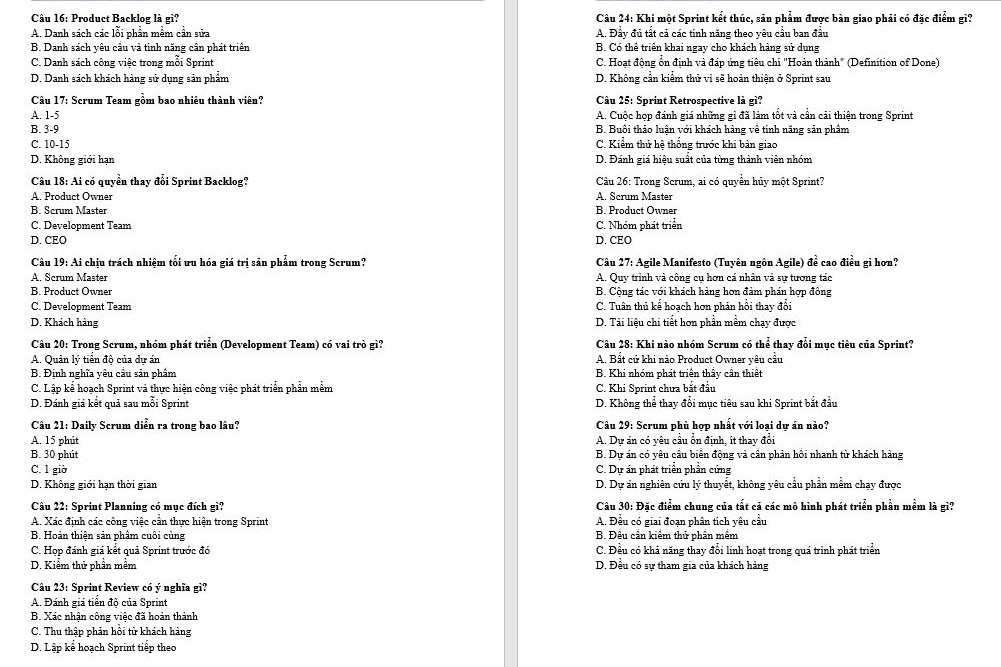 Câu 16: Product Backlog là gì?
A. Danh sách các lỗi phần mềm cần sửa
B. Danh sách yêu cầu và tính năng cần phát triển
C. Danh sách công việc trong mỗi Sprint
D. Danh sách khách hàng sử dụng sản phẩm
Câu 17: Scrum Team gồm bao nhiêu thành viên?
A. 1-5
B. 3-9
C. 10-15
D. Không giới hạn
Câu 18: Ai có quyền thay đổi Sprint Backlog?
A. Product Owner
B. Scrum Master
C. Development Team
D. CEO
Câu 19: Ai chịu trách nhiệm tối ưu hóa giá trị sản phẩm trong Scrum?
A. Scrum Master
B. Product Owner
C. Development Team
D. Khách hàng
Câu 20: Trong Scrum, nhóm phát triển (Development Team) có vai trò gì?
A. Quản lý tiến độ của dự án
B. Định nghĩa yêu cầu sản phẩm
C. Lập kế hoạch Sprint và thực hiện công việc phát triển phần mềm
D. Đánh giá kết quả sau mỗi Sprint
Câu 21: Daily Scrum diễn ra trong bao lâu?
A. 15 phút
B. 30 phút
C. 1 giờ
D. Không giới hạn thời gian
Câu 22: Sprint Planning có mục đích gì?
A. Xác định các công việc cần thực hiện trong Sprint
B. Hoàn thiện sản phẩm cuối cùng
C. Họp đánh giá kết quả Sprint trước đó
D. Kiểm thử phần mềm
Câu 23: Sprint Review có ý nghĩa gì?
A. Đánh giá tiến độ của Sprint
B. Xác nhận công việc đã hoàn thành
C. Thu thập phản hồi từ khách hàng
D. Lập kế hoạch Sprint tiếp theo
Câu 24: Khi một Sprint kết thúc, sản phẩm được bàn giao phải có đặc điểm gì?
A. Đầy đủ tất cả các tính năng theo yêu cầu ban đầu
B. Có thể triển khai ngay cho khách hàng sử dụng
C. Hoạt động ổn định và đáp ứng tiêu chí "Hoàn thành" (Definition of Done)
D. Không cần kiểm thử vì sẽ hoàn thiện ở Sprint sau
Câu 25: Sprint Retrospective là gì?
A. Cuộc họp đánh giá những gì đã làm tốt và cần cải thiện trong Sprint
B. Buổi thảo luận với khách hàng về tính năng sản phẩm
C. Kiểm thử hệ thống trước khi bàn giao
D. Đánh giá hiệu suất của từng thành viên nhóm
Câu 26: Trong Scrum, ai có quyền hủy một Sprint?
A. Scrum Master
B. Product Owner
C. Nhóm phát triển
D. CEO
Câu 27: Agile Manifesto (Tuyên ngôn Agile) đề cao điều gì hơn?
A. Quy trình và công cụ hơn cá nhân và sự tương tác
B. Cộng tác với khách hàng hơn đàm phán hợp đồng
C. Tuân thủ kế hoạch hơn phản hồi thay đổi
D. Tài liệu chi tiết hơn phần mềm chạy được
Câu 28: Khi nào nhóm Scrum có thể thay đổi mục tiêu của Sprint?
A. Bất cứ khi nào Product Owner yêu cầu
B. Khi nhóm phát triển thấy cần thiết
C. Khi Sprint chưa bắt đầu
D. Không thể thay đổi mục tiêu sau khi Sprint bắt đầu
Câu 29: Scrum phù hợp nhất với loại dự án nào?
A. Dự án có yêu cầu ổn định, ít thay đổi
B. Dự án có yêu cầu biến động và cần phản hồi nhanh từ khách hàng
C. Dự án phát triển phần cứng
D. Dự án nghiên cứu lý thuyết, không yêu cầu phần mềm chạy được
Câu 30: Đặc điểm chung của tất cả các mô hình phát triển phần mềm là gì?
A. Đều có giai đoạn phân tích yêu cầu
B. Đều cần kiểm thử phần mềm
C. Đều có khả năng thay đổi linh hoạt trong quá trình phát triển
D. Đều có sự tham gia của khách hàng